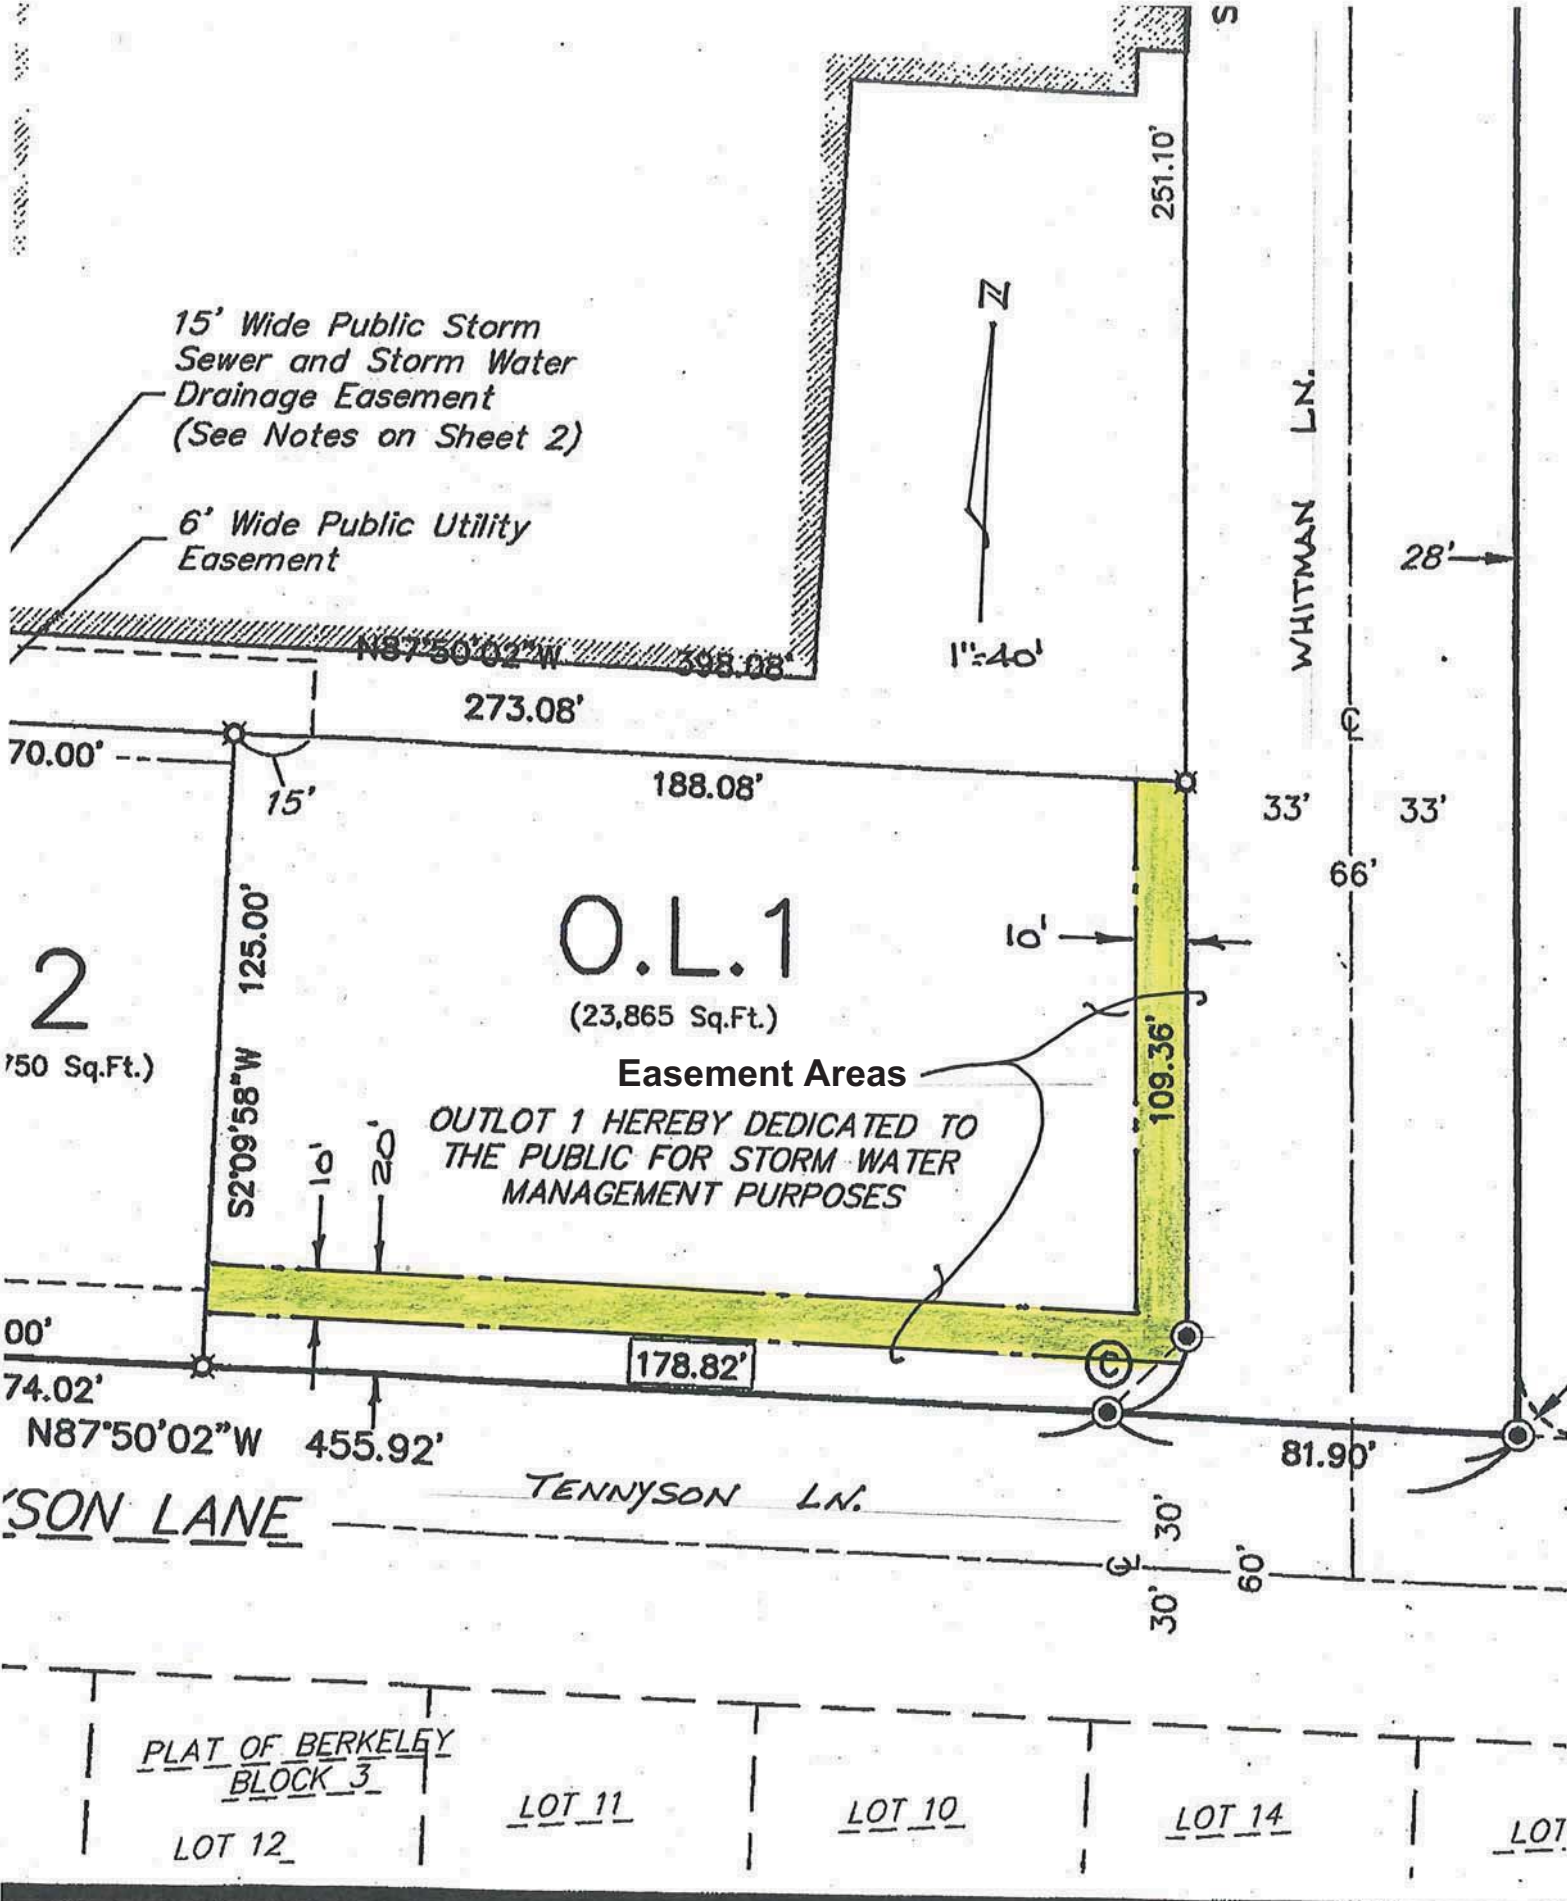 S
251.10'
15' Wide Public Storm
Sewer and Storm Water
Drainage Easement
(See Notes on Sheet 2)
6' Wide Public Utility
Easement
N
1"=40'
WHITMAN LN.
28'
N87°50'02"W 398.08'
273.08'
70.00'
15'
188.08'
33'
33'
66'
125.00'
S2°09'58"W
2
750 Sq.Ft.)
O.L.1
(23,865 Sq.Ft.)
10'
109.36'
Easement Areas
OUTLOT 1 HEREBY DEDICATED TO
THE PUBLIC FOR STORM WATER
MANAGEMENT PURPOSES
10'
20'
00'
74.02'
178.82'
C
N87°50'02"W 455.92'
81.90'
YSON LANE
TENNYSON LN.
30'
30'
60'
PLAT OF BERKELEY
BLOCK 3
LOT 12
LOT 11
LOT 10
LOT 14
LOT